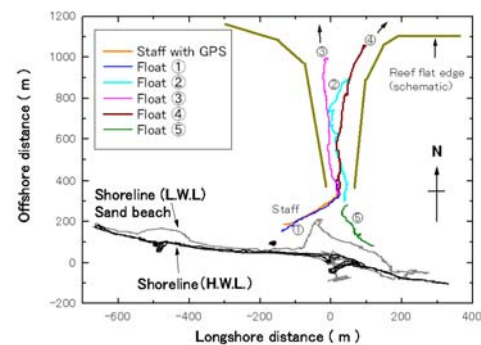 1200
1100
1000
800
600
400
200
0
-200
Offshore distance (m)
Staff with GPS
Float ①
Float ②
Float ③
Float ④
Float ⑤
③
④
②
Reef flat edge
(schematic)
N
Shoreline (L.W.L)
Sand beach
Staff
①
⑤
Shoreline (H.W.L.)
-600 -400 -200 0 200 400
Longshore distance ( m )